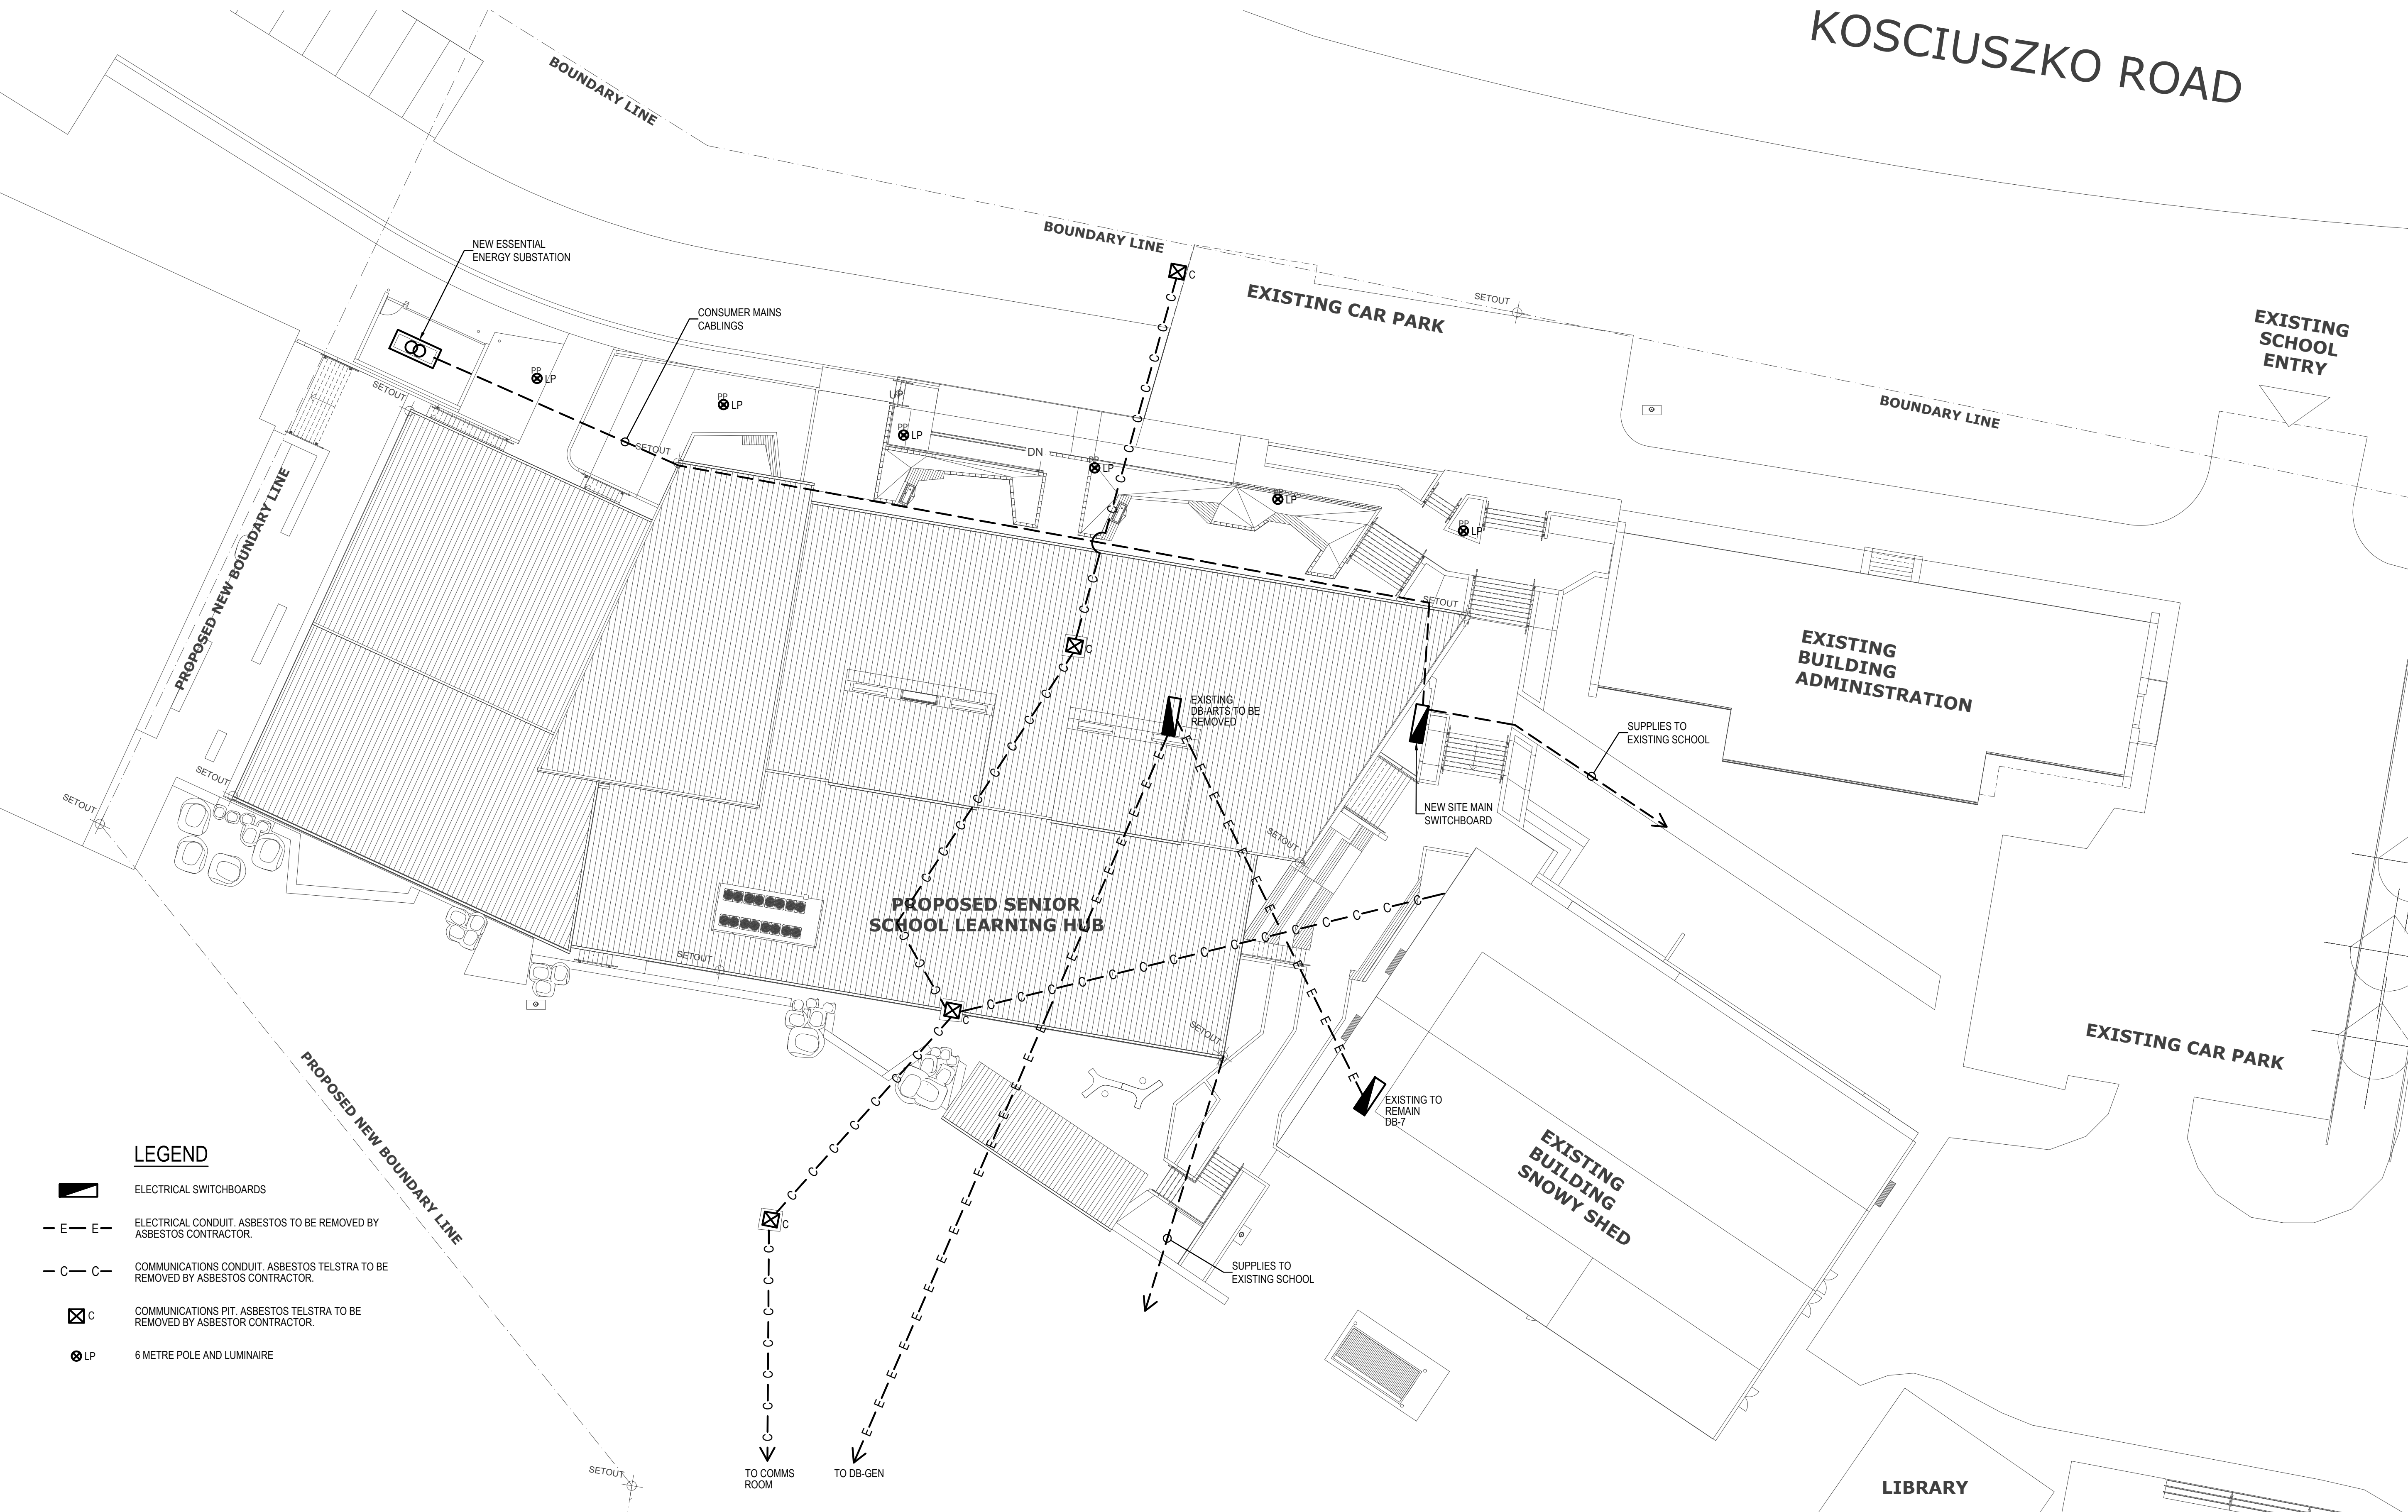 KOSCIUSZKO ROAD
BOUNDARY LINE
BOUNDARY LINE
NEW ESSENTIAL
ENERGY SUBSTATION
C
EXISTING CAR PARK
SETOUT
EXISTING
SCHOOL
ENTRY
CONSUMER MAINS
CABLINGS
BOUNDARY LINE
SETOUT
PP
LP
PP
LP
UP
PP
LP
SETOUT
DN
PP
LP
PP
LP
PP
LP
PROPOSED NEW BOUNDARY LINE
SETOUT
C
EXISTING
BUILDING
ADMINISTRATION
EXISTING
DB-ARTS TO BE
REMOVED
SUPPLIES TO
EXISTING SCHOOL
NEW SITE MAIN
SWITCHBOARD
SETOUT
SETOUT
SETOUT
PROPOSED SENIOR
SCHOOL LEARNING HUB
SETOUT
C
SETOUT
EXISTING CAR PARK
EXISTING TO
REMAIN
DB-7
EXISTING
BUILDING
SNOWY SHED
PROPOSED NEW BOUNDARY LINE
C
SUPPLIES TO
EXISTING SCHOOL
LEGEND
ELECTRICAL SWITCHBOARDS
E E
ELECTRICAL CONDUIT. ASBESTOS TO BE REMOVED BY
ASBESTOS CONTRACTOR.
C C
COMMUNICATIONS CONDUIT. ASBESTOS TELSTRA TO BE
REMOVED BY ASBESTOS CONTRACTOR.
C
COMMUNICATIONS PIT. ASBESTOS TELSTRA TO BE
REMOVED BY ASBESTOR CONTRACTOR.
LP
6 METRE POLE AND LUMINAIRE
SETOUT
TO COMMS
ROOM
TO DB-GEN
LIBRARY